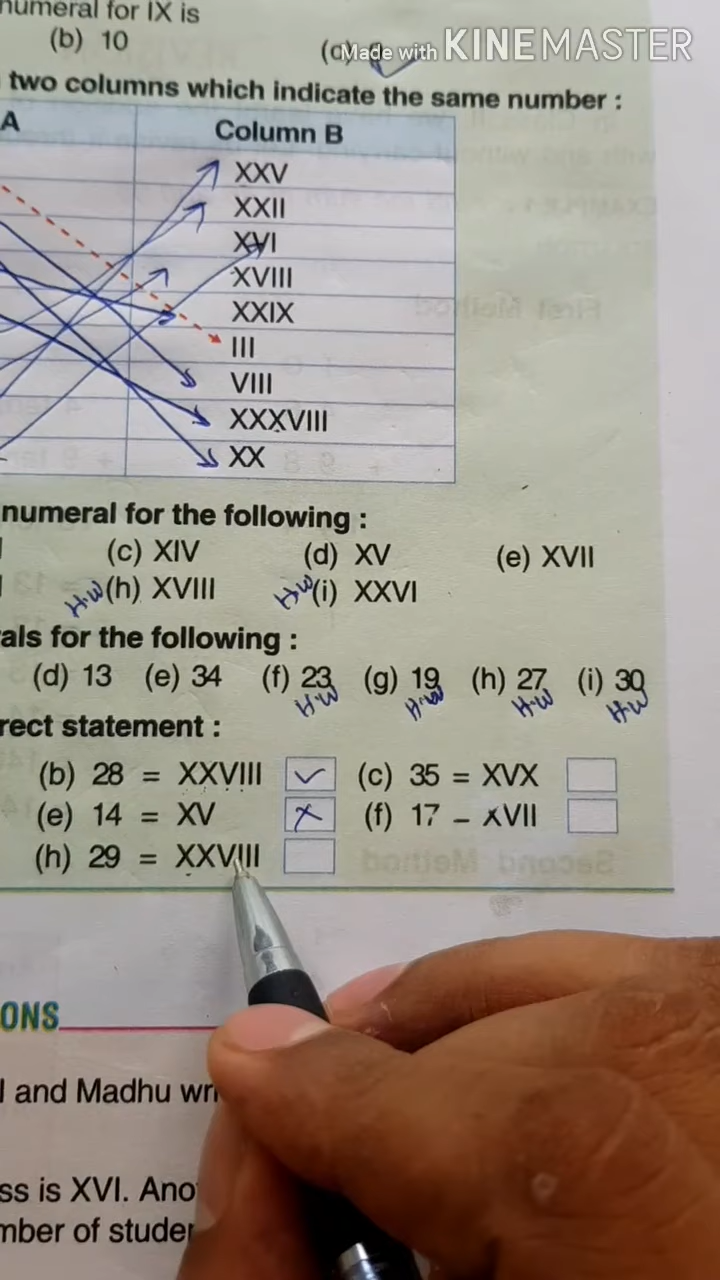 numeral for IX is
(b) 10 (c)
Made with KINEMASTER
two columns which indicate the same number :
A Column B
XXV
XXII
XVI
XVIII
XXIX
III
VIII
XXXVIII
XX
numeral for the following :
(c) XIV (d) XV (e) XVII
H.W (h) XVIII H.W (i) XXVI
als for the following :
(d) 13 (e) 34 (f) 23 (g) 19 (h) 27 (i) 30
H.W H.W H.W H.W
rect statement :
(b) 28 = XXVIII ✓ (c) 35 = XVX
(e) 14 = XV ✗ (f) 17 – XVII
(h) 29 = XXVIII
ONS
and Madhu wri
ss is XVI. Ano
mber of studen